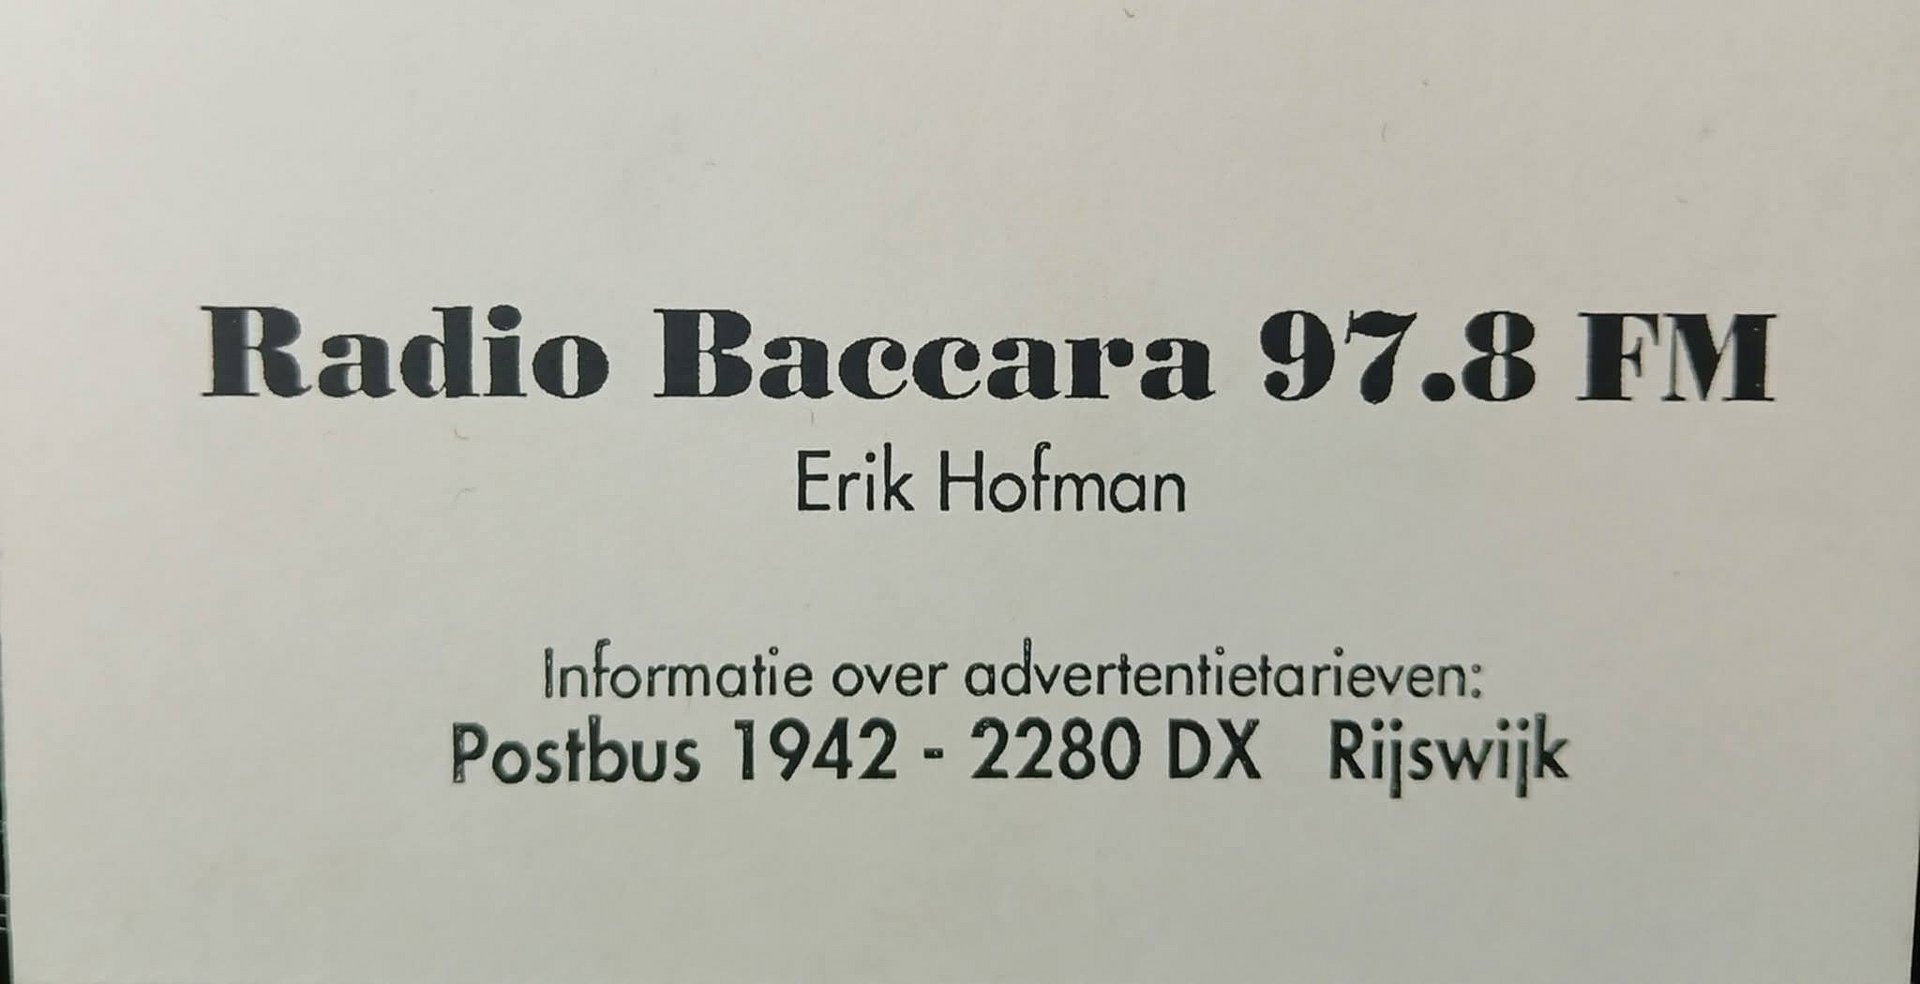 Radio Baccara 97.8 FM
Erik Hofman
Informatie over advertentietarieven:
Postbus 1942 - 2280 DX Rijswijk